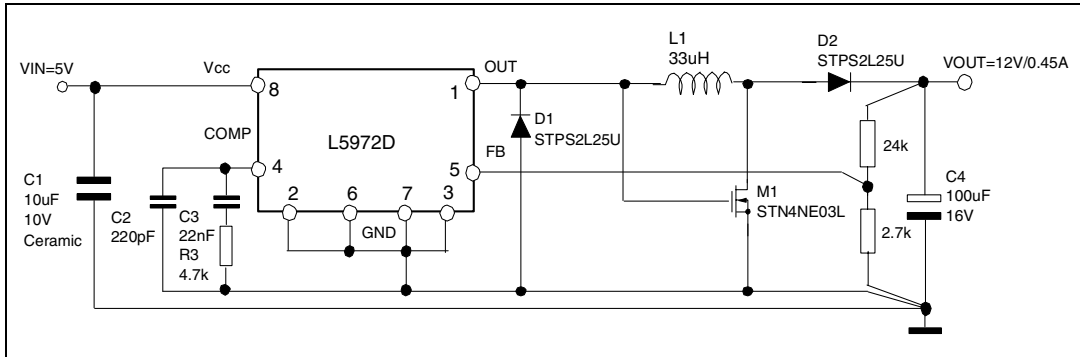 VIN=5V
Vcc
8
COMP
4
L5972D
1
OUT
5
FB
2
6
7
3
GND
C1
10uF
10V
Ceramic
C2
220pF
C3
22nF
R3
4.7k
D1
STPS2L25U
L1
33uH
D2
STPS2L25U
VOUT=12V/0.45A
24k
M1
STN4NE03L
2.7k
C4
100uF
16V